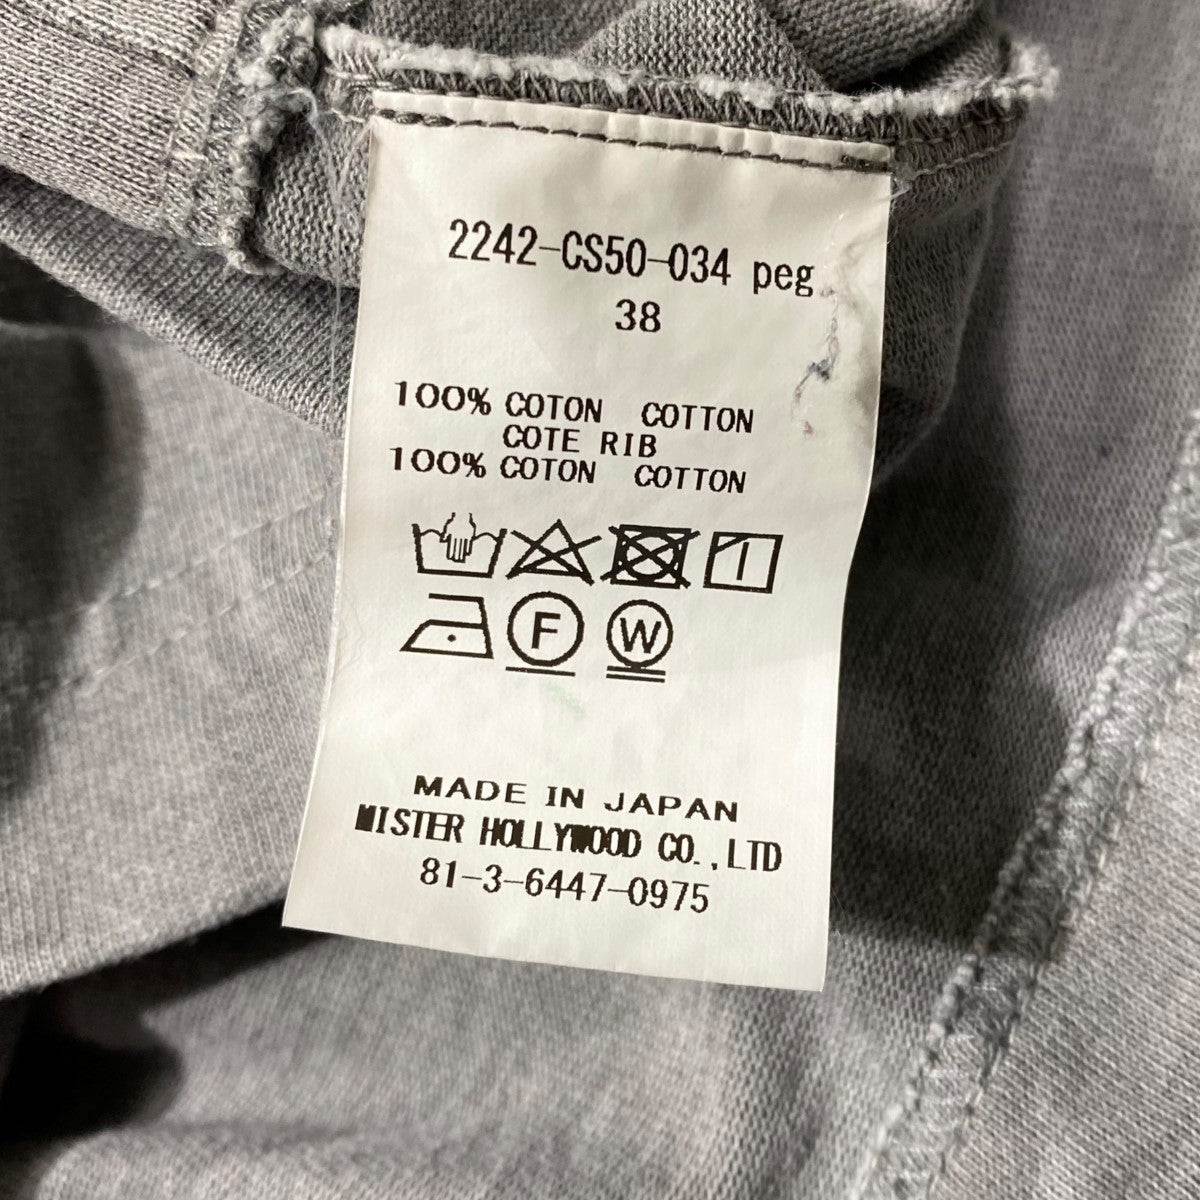 2242-CS50-034 peg
38
100% COTON COTTON
COTE RIB
100% COTON COTTON
F W
MADE IN JAPAN
MISTER HOLLYWOOD CO.,LTD
81-3-6447-0975